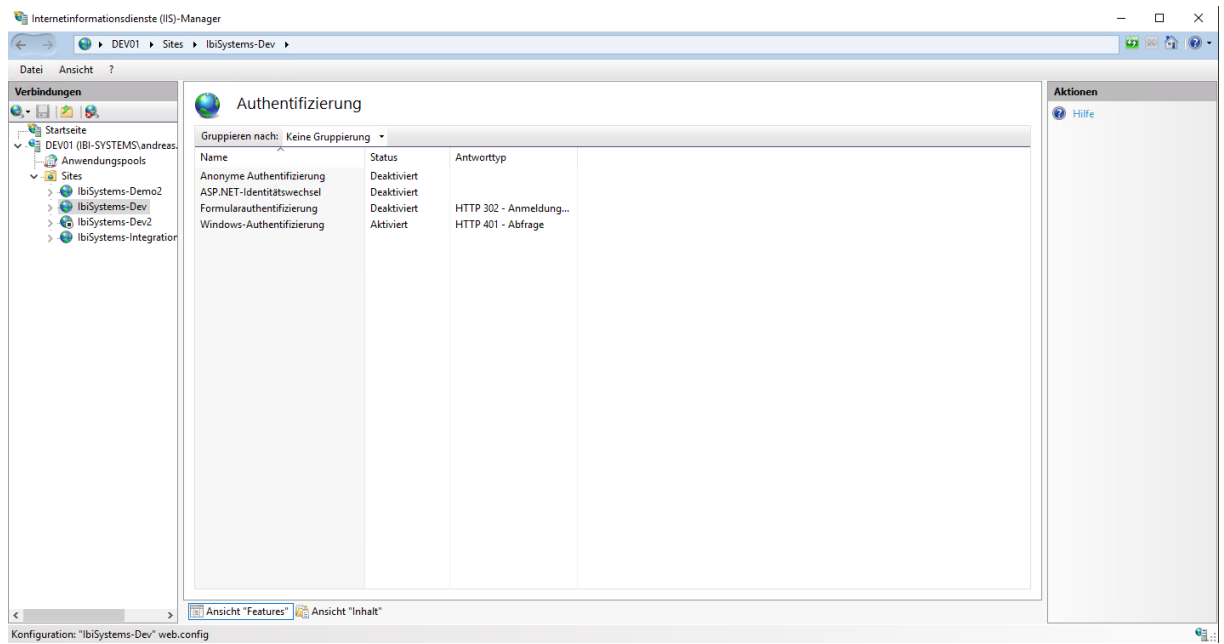 Internetinformationsdienste (IIS)-Manager
DEV01 Sites IbiSystems-Dev
Datei Ansicht ?
Verbindungen
Startseite
DEV01 (IBI-SYSTEMS\andreas.
Anwendungspools
Sites
IbiSystems-Demo2
IbiSystems-Dev
IbiSystems-Dev2
IbiSystems-Integration
Authentifizierung
Gruppieren nach: Keine Gruppierung
Name Status Antworttyp
Anonyme Authentifizierung Deaktiviert
ASP.NET-Identitätswechsel Deaktiviert
Formularauthentifizierung Deaktiviert HTTP 302 - Anmeldung...
Windows-Authentifizierung Aktiviert HTTP 401 - Abfrage
Ansicht "Features" Ansicht "Inhalt"
Aktionen
Hilfe
Konfiguration: "IbiSystems-Dev" web.config